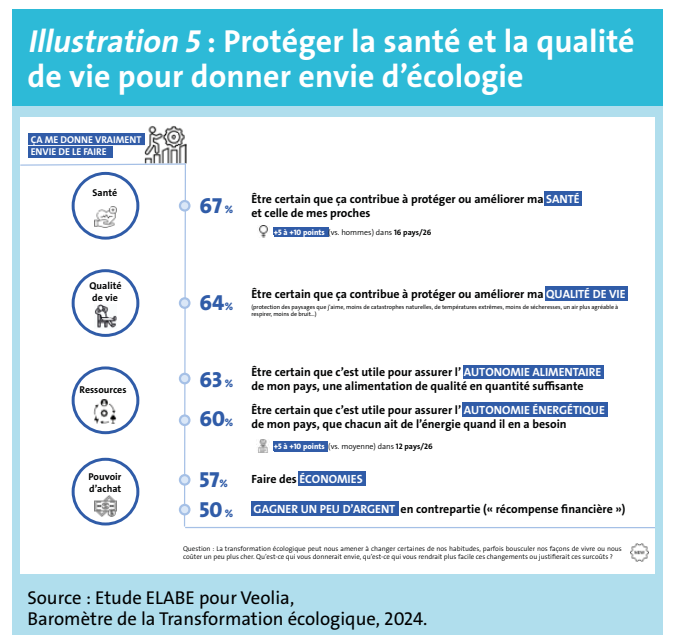 Illustration 5 : Protéger la santé et la qualité
de vie pour donner envie d’écologie
ÇA ME DONNE VRAIMENT
ENVIE DE LE FAIRE
Santé
67%
Être certain que ça contribue à protéger ou améliorer ma SANTÉ
et celle de mes proches
+5 à +10 points (vs. hommes) dans 16 pays/26
Qualité
de vie
64%
Être certain que ça contribue à protéger ou améliorer ma QUALITÉ DE VIE
(protection des paysages que j’aime, moins de catastrophes naturelles, de températures extrêmes, moins de sécheresses, un air plus agréable à
respirer, moins de bruit...)
Ressources
63%
Être certain que c’est utile pour assurer l’ AUTONOMIE ALIMENTAIRE
de mon pays, une alimentation de qualité en quantité suffisante
60%
Être certain que c’est utile pour assurer l’ AUTONOMIE ÉNERGÉTIQUE
de mon pays, que chacun ait de l’énergie quand il en a besoin
+5 à +10 points (vs. moyenne) dans 12 pays/26
Pouvoir
d’achat
57%
Faire des ÉCONOMIES
50%
GAGNER UN PEU D’ARGENT en contrepartie (« récompense financière »)
Question : La transformation écologique peut nous amener à changer certaines de nos habitudes, parfois bousculer nos façons de vivre ou nous
coûter un peu plus cher. Qu’est-ce qui vous donnerait envie, qu’est-ce qui vous rendrait plus facile ces changements ou justifierait ces surcoûts ?
NEW
Source : Etude ELABE pour Veolia,
Baromètre de la Transformation écologique, 2024.